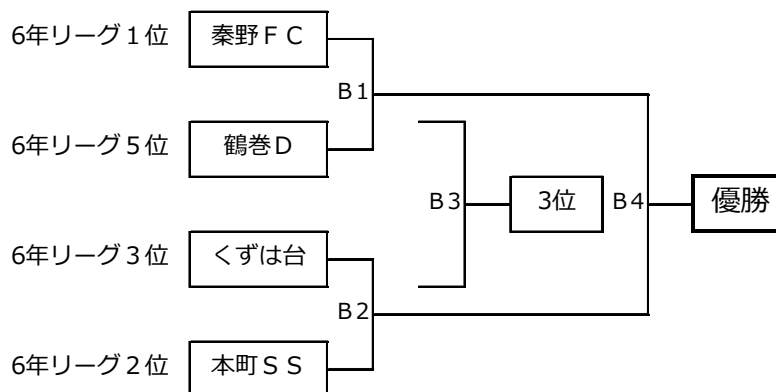 6年リーグ１位 秦野ＦＣ
Ｂ1
6年リーグ５位 鶴巻Ｄ
Ｂ3 3位 Ｂ4 優勝
6年リーグ３位 くずは台
Ｂ2
6年リーグ２位 本町ＳＳ